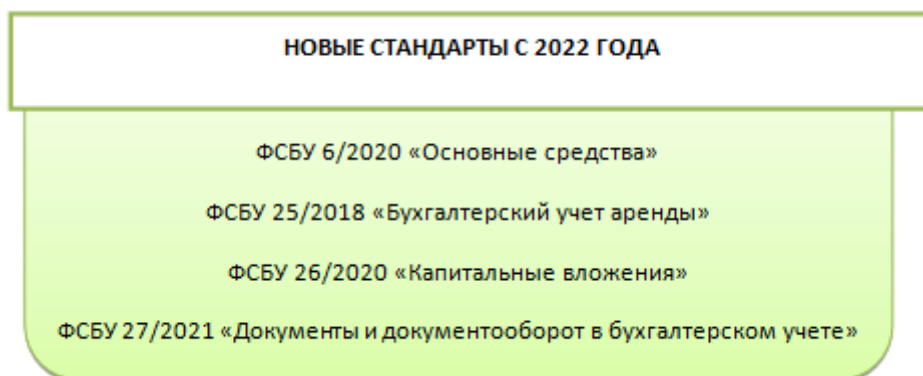 НОВЫЕ СТАНДАРТЫ С 2022 ГОДА
ФСБУ 6/2020 «Основные средства»
ФСБУ 25/2018 «Бухгалтерский учет аренды»
ФСБУ 26/2020 «Капитальные вложения»
ФСБУ 27/2021 «Документы и документооборот в бухгалтерском учете»